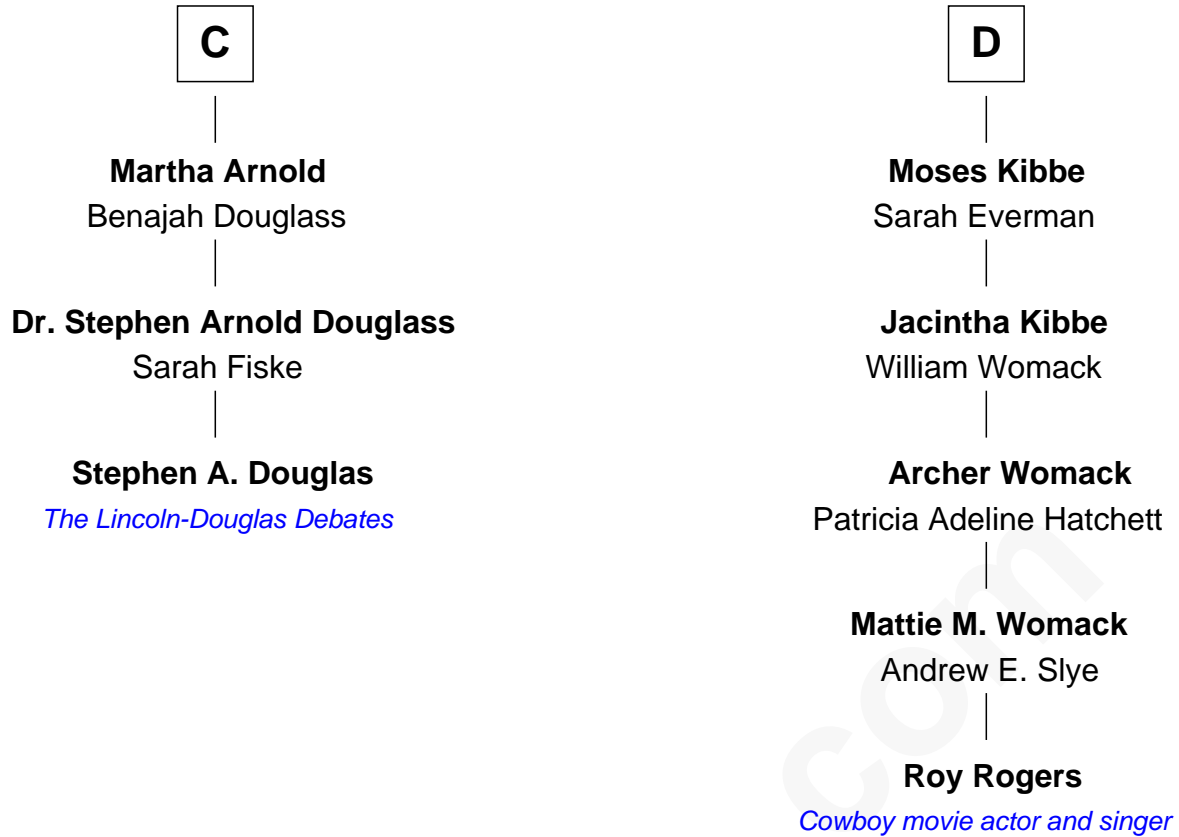 C
Martha Arnold
Benajah Douglass
Dr. Stephen Arnold Douglass
Sarah Fiske
Stephen A. Douglas
The Lincoln-Douglas Debates
D
Moses Kibbe
Sarah Everman
Jacintha Kibbe
William Womack
Archer Womack
Patricia Adeline Hatchett
Mattie M. Womack
Andrew E. Slye
Roy Rogers
Cowboy movie actor and singer
com